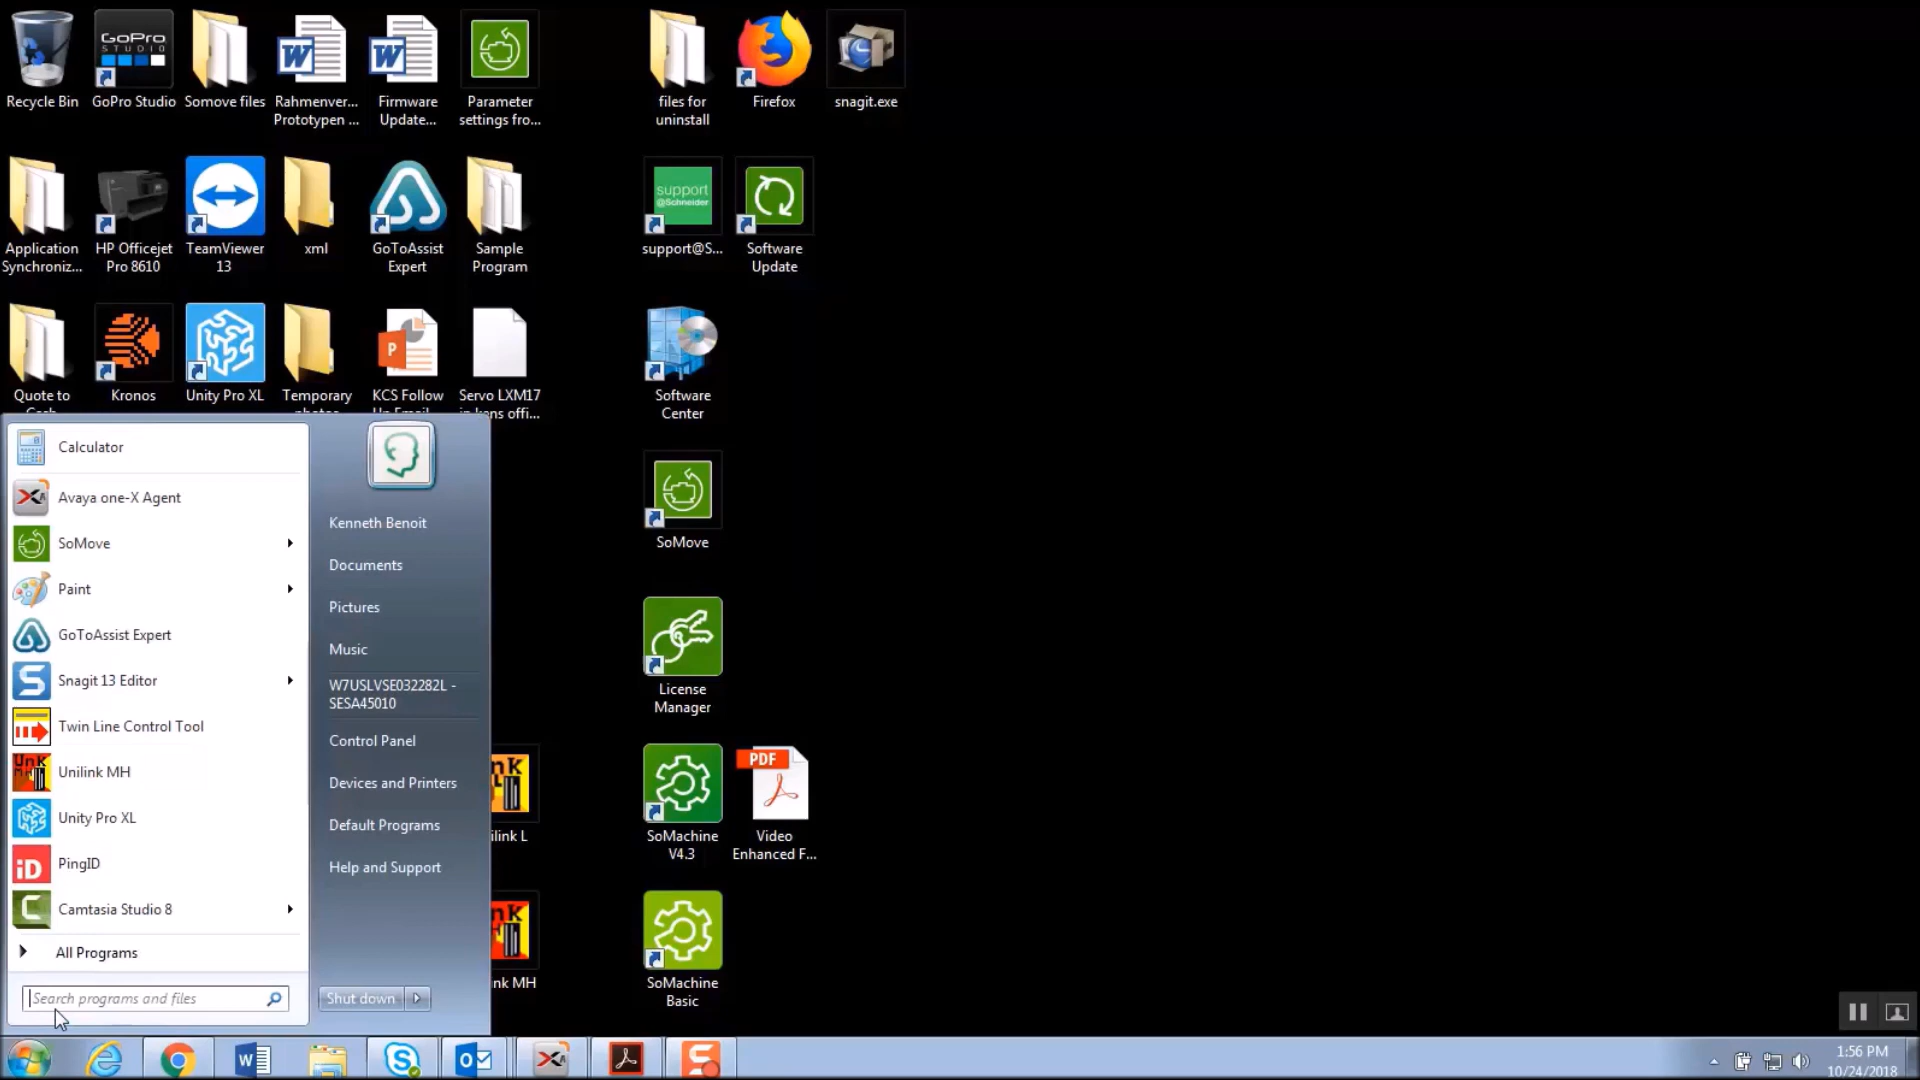 GoPro
STUDIO
Recycle Bin
GoPro Studio
Somove files
Rahmenver...
Prototypen ...
Firmware
Update...
Parameter
settings fro...
files for
uninstall
Firefox
snagit.exe
support
@Schneider
Application
Synchroniz...
HP Officejet
Pro 8610
TeamViewer
13
xml
GoToAssist
Expert
Sample
Program
support@S...
Software
Update
Quote to
Kronos
Unity Pro XL
Temporary
KCS Follow
Servo LXM17
in kens offi...
Software
Center
Calculator
Avaya one-X Agent
SoMove
Paint
GoToAssist Expert
Snagit 13 Editor
Twin Line Control Tool
Unilink MH
Unity Pro XL
PingID
Camtasia Studio 8
All Programs
Search programs and files
Kenneth Benoit
Documents
Pictures
Music
W7USLVSE032282L -
SESA45010
Control Panel
Devices and Printers
Default Programs
Help and Support
Shut down
SoMove
License
Manager
ilink L
SoMachine
V4.3
PDF
Video
Enhanced F...
nk MH
SoMachine
Basic
1:56 PM
10/24/2018